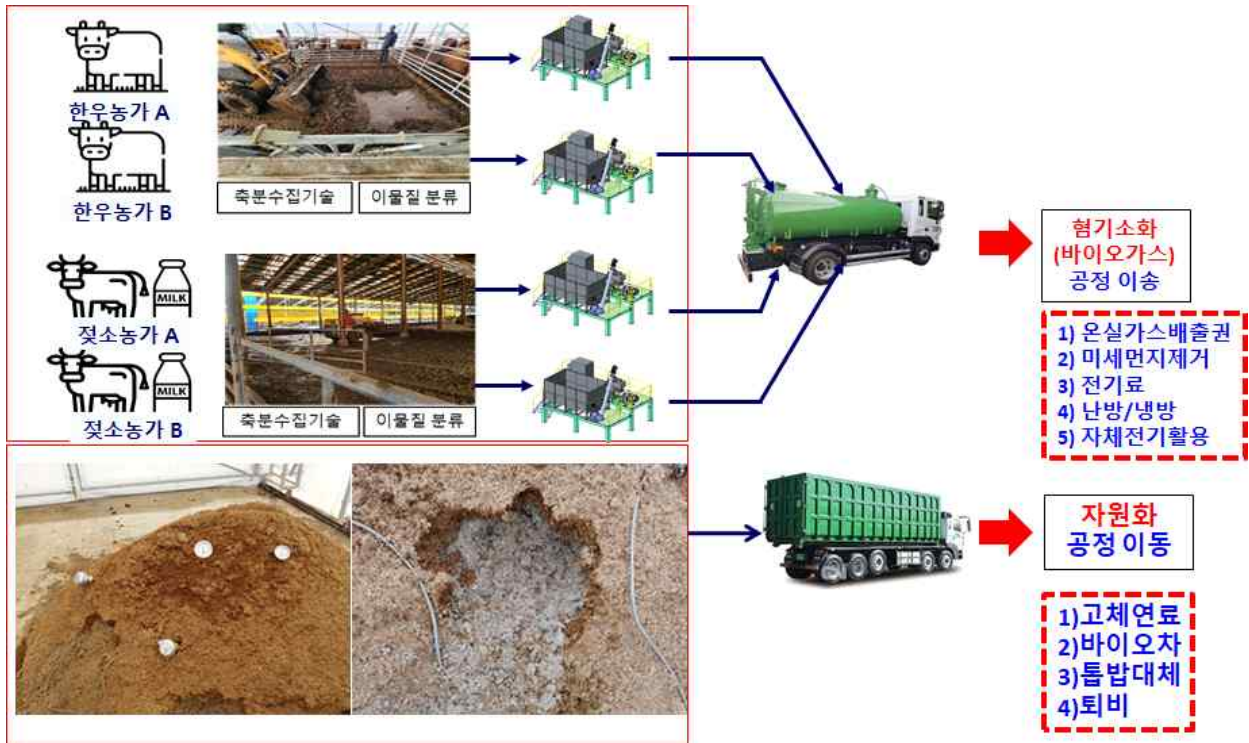 한우농가 A
한우농가 B
축분수집기술
이물질 분류
젖소농가 A
MILK
젖소농가 B
MILK
축분수집기술
이물질 분류
혐기소화
(바이오가스)
공정 이송
1) 온실가스배출권
2) 미세먼지제거
3) 전기료
4) 난방/냉방
5) 자체전기활용
자원화
공정 이동
1)고체연료
2)바이오차
3)톱밥대체
4)퇴비